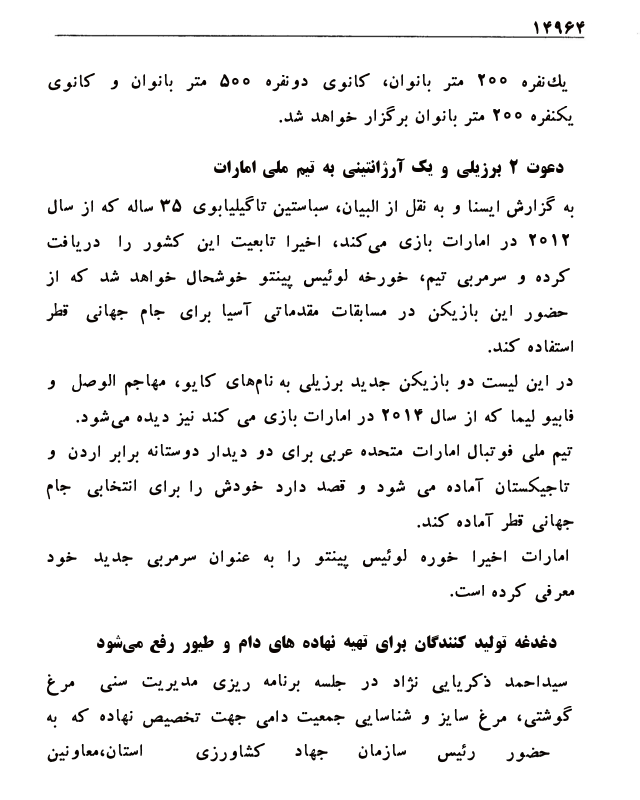 ۱۴۹۶۴
یك‌نفره ۲۰۰ متر بانوان، کانوی دونفره ۵۰۰ متر بانوان و کانوی
یکنفره ۲۰۰ متر بانوان برگزار خواهد شد.
دعوت ۲ برزیلی و یک آرژانتینی به تیم ملی امارات
به گزارش ایسنا و به نقل از البیان، سباستین تاگیلیابوی ۳۵ ساله که از سال
۲۰۱۲ در امارات بازی می‌کند، اخیرا تابعیت این کشور را دریافت
کرده و سرمربی تیم، خورخه لوئیس پینتو خوشحال خواهد شد که از
حضور این بازیکن در مسابقات مقدماتی آسیا برای جام جهانی قطر
استفاده کند.
در این لیست دو بازیکن جدید برزیلی به نام‌های کایو، مهاجم الوصل و
فابیو لیما که از سال ۲۰۱۴ در امارات بازی می کند نیز دیده می‌شود.
تیم ملی فوتبال امارات متحده عربی برای دو دیدار دوستانه برابر اردن و
تاجیکستان آماده می شود و قصد دارد خودش را برای انتخابی جام
جهانی قطر آماده کند.
امارات اخیرا خوره لوئیس پینتو را به عنوان سرمربی جدید خود
معرفی کرده است.
دغدغه تولید کنندگان برای تهیه نهاده های دام و طیور رفع می‌شود
سیداحمد ذکریایی نژاد در جلسه برنامه ریزی مدیریت سنی مرغ
گوشتی، مرغ سایز و شناسایی جمعیت دامی جهت تخصیص نهاده که به
حضور رئیس سازمان جهاد کشاورزی استان،معاونین